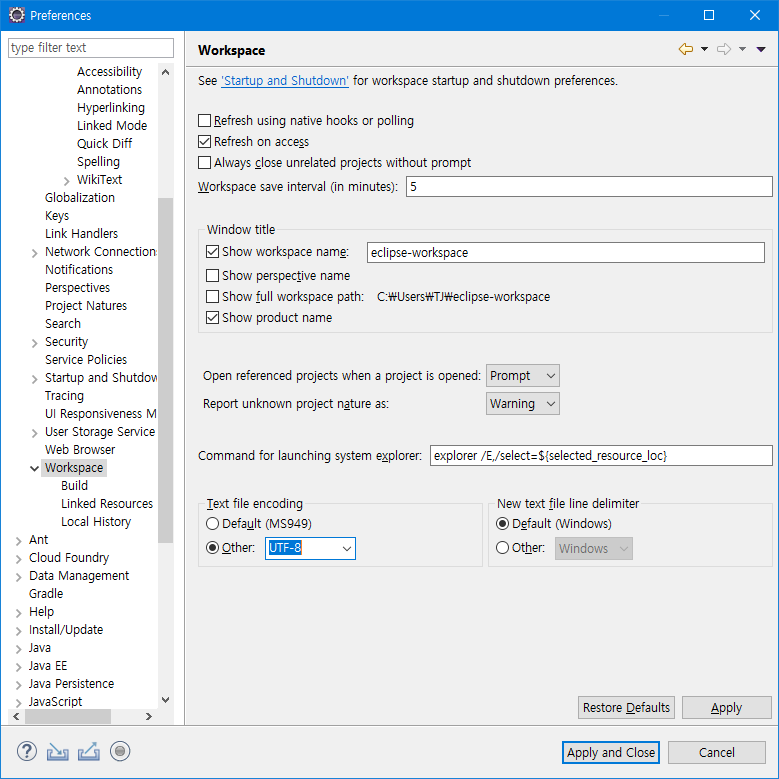 Preferences
type filter text
Accessibility
Annotations
Hyperlinking
Linked Mode
Quick Diff
Spelling
WikiText
Globalization
Keys
Link Handlers
Network Connection
Notifications
Perspectives
Project Natures
Search
Security
Service Policies
Startup and Shutdow
Tracing
UI Responsiveness M
User Storage Service
Web Browser
Workspace
Build
Linked Resources
Local History
Ant
Cloud Foundry
Data Management
Gradle
Help
Install/Update
Java
Java EE
Java Persistence
JavaScript
Workspace
See 'Startup and Shutdown' for workspace startup and shutdown preferences.
Refresh using native hooks or polling
Refresh on access
Always close unrelated projects without prompt
Workspace save interval (in minutes): 5
Window title
Show workspace name: eclipse-workspace
Show perspective name
Show full workspace path: C:₩Users₩TJ₩eclipse-workspace
Show product name
Open referenced projects when a project is opened: Prompt
Report unknown project nature as: Warning
Command for launching system explorer: explorer /E,/select=${selected_resource_loc}
Text file encoding
Default (MS949)
Other: UTF-8
New text file line delimiter
Default (Windows)
Other: Windows
Restore Defaults Apply
? Apply and Close Cancel